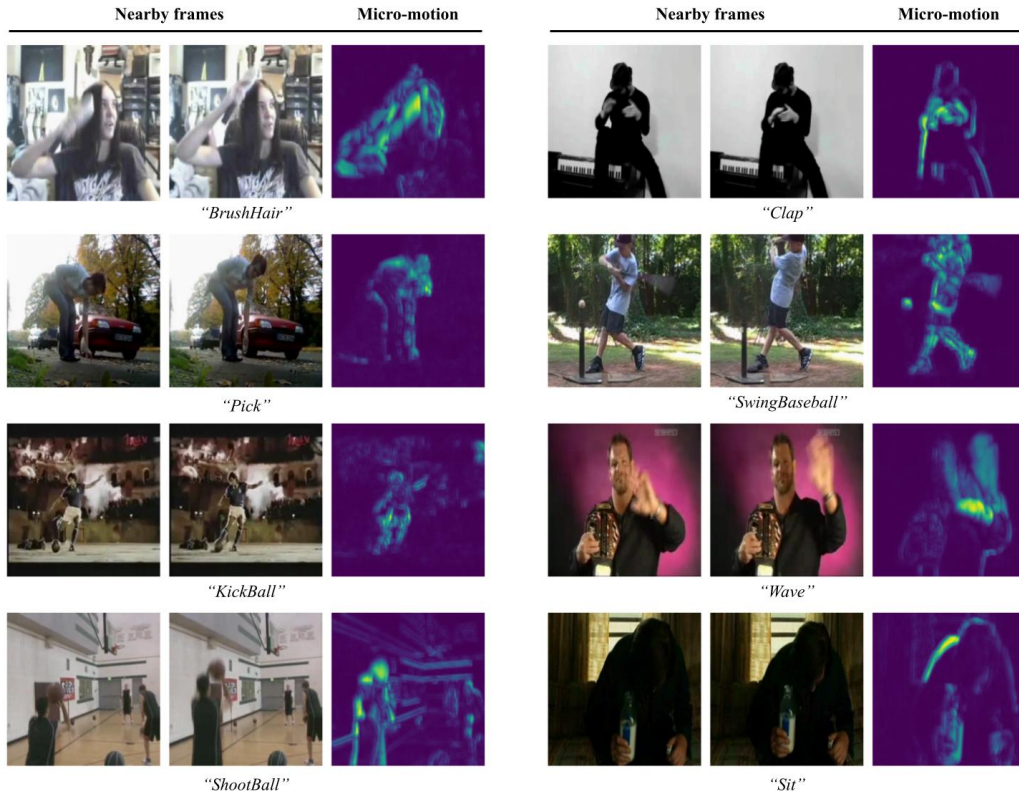 Nearby frames Micro-motion Nearby frames Micro-motion
"BrushHair" "Clap"
"Pick" "SwingBaseball"
"KickBall" "Wave"
"ShootBall" "Sit"